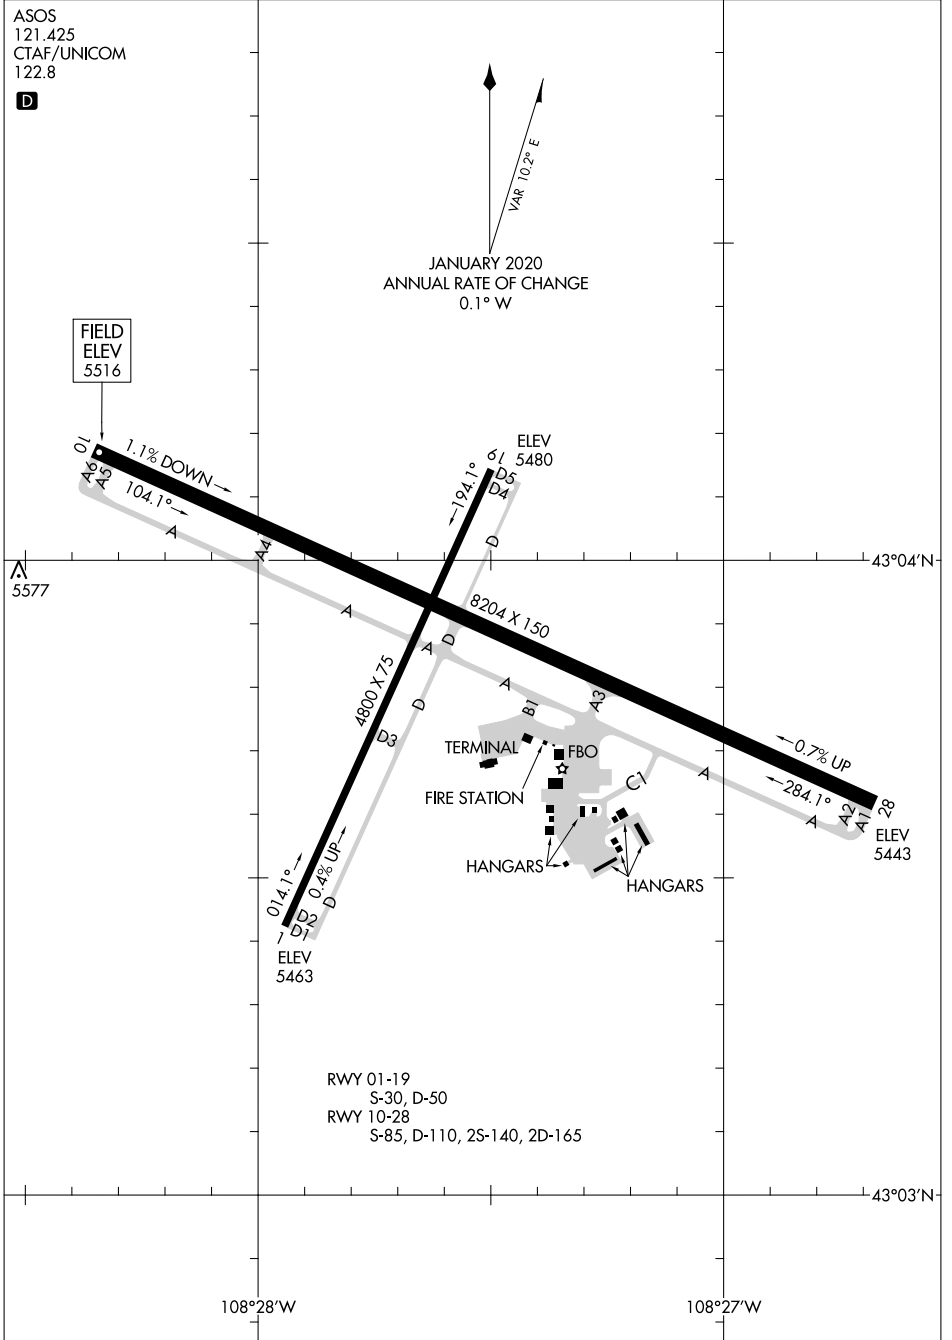 ASOS
121.425
CTAF/UNICOM
122.8
D
VAR 10.2° E
JANUARY 2020
ANNUAL RATE OF CHANGE
0.1° W
FIELD
ELEV
5516
10
1.1% DOWN
104.1°
A6
A5
A
A4
A
19
ELEV
5480
194.1°
D5
D4
D
43°04'N
5577
8204 X 150
D
A
A
4800 X 75
D
D3
B1
A3
TERMINAL
FBO
FIRE STATION
C1
A
0.7% UP
284.1°
A
A2
A1
28
ELEV
5443
HANGARS
HANGARS
014.1°
0.4% UP
D
D2
D1
1
ELEV
5463
RWY 01-19
S-30, D-50
RWY 10-28
S-85, D-110, 2S-140, 2D-165
43°03'N
108°28'W
108°27'W